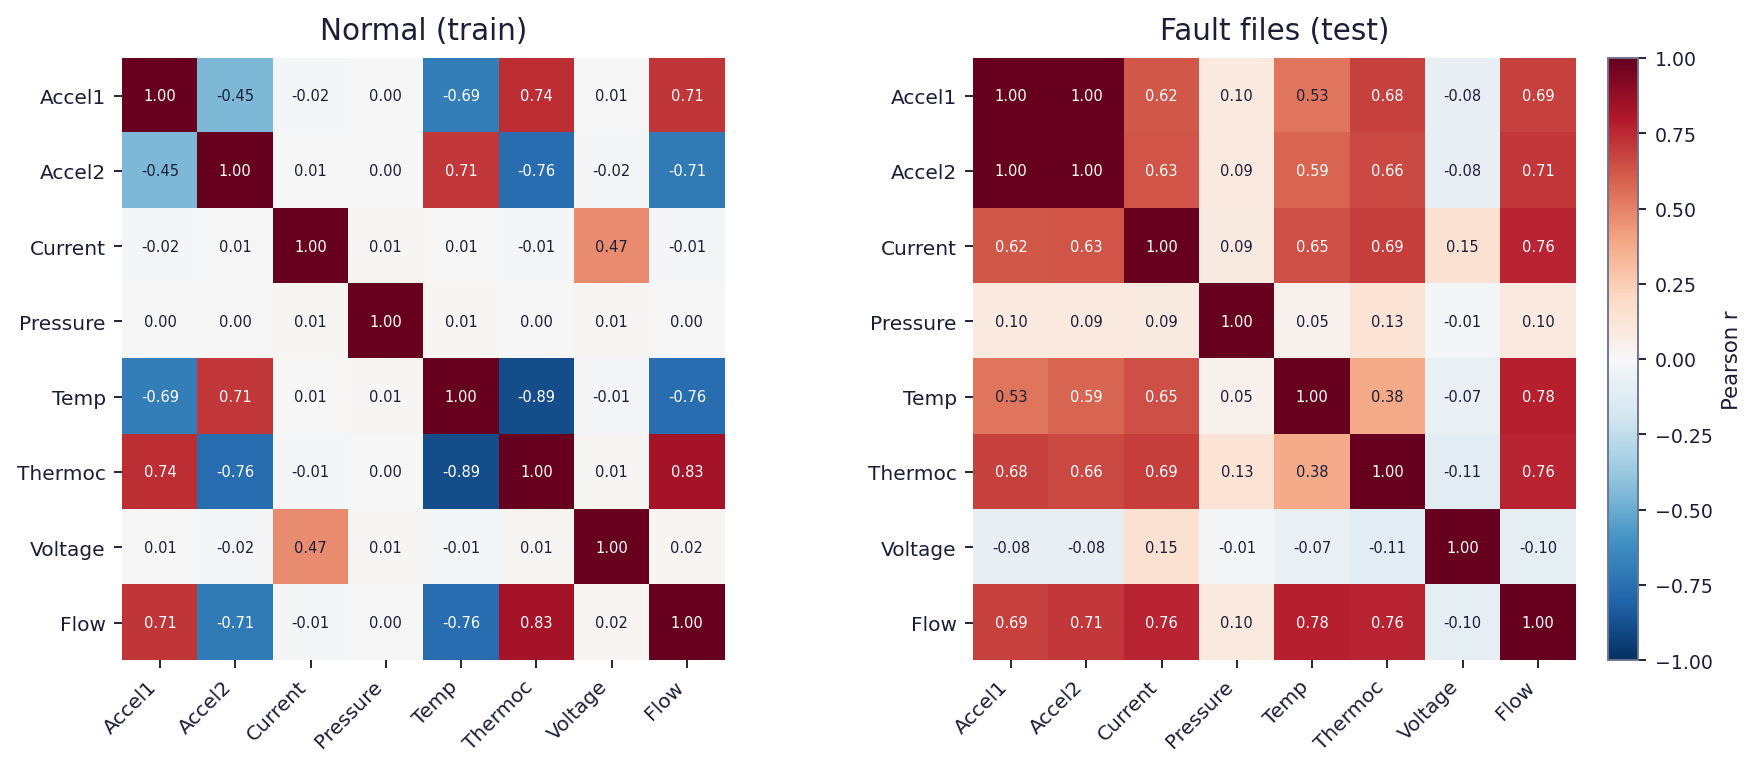 Normal (train)
Accel1 1.00 -0.45 -0.02 0.00 -0.69 0.74 0.01 0.71
Accel2 -0.45 1.00 0.01 0.00 0.71 -0.76 -0.02 -0.71
Current -0.02 0.01 1.00 0.01 0.01 -0.01 0.47 -0.01
Pressure 0.00 0.00 0.01 1.00 0.01 0.00 0.01 0.00
Temp -0.69 0.71 0.01 0.01 1.00 -0.89 -0.01 -0.76
Thermoc 0.74 -0.76 -0.01 0.00 -0.89 1.00 0.01 0.83
Voltage 0.01 -0.02 0.47 0.01 -0.01 0.01 1.00 0.02
Flow 0.71 -0.71 -0.01 0.00 -0.76 0.83 0.02 1.00
Accel1 Accel2 Current Pressure Temp Thermoc Voltage Flow
Fault files (test)
Accel1 1.00 1.00 0.62 0.10 0.53 0.68 -0.08 0.69
Accel2 1.00 1.00 0.63 0.09 0.59 0.66 -0.08 0.71
Current 0.62 0.63 1.00 0.09 0.65 0.69 0.15 0.76
Pressure 0.10 0.09 0.09 1.00 0.05 0.13 -0.01 0.10
Temp 0.53 0.59 0.65 0.05 1.00 0.38 -0.07 0.78
Thermoc 0.68 0.66 0.69 0.13 0.38 1.00 -0.11 0.76
Voltage -0.08 -0.08 0.15 -0.01 -0.07 -0.11 1.00 -0.10
Flow 0.69 0.71 0.76 0.10 0.78 0.76 -0.10 1.00
Accel1 Accel2 Current Pressure Temp Thermoc Voltage Flow
1.00
0.75
0.50
0.25
0.00
−0.25
−0.50
−0.75
−1.00
Pearson r